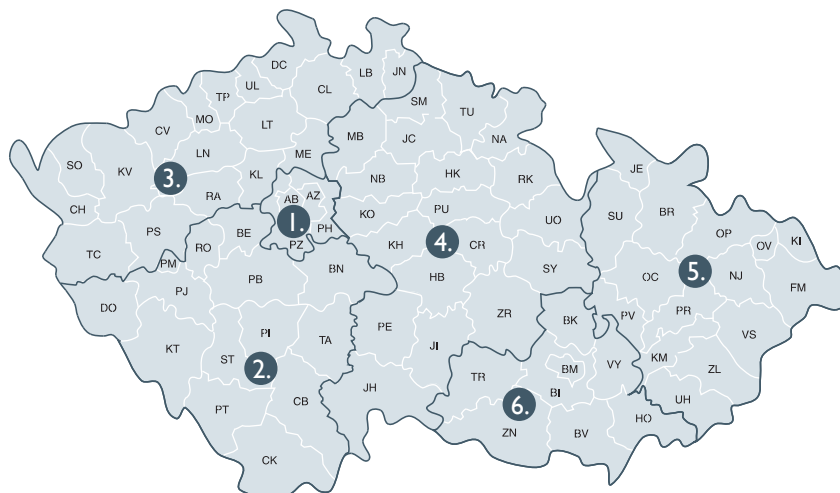 DC
LB
JN
UL
CL
TP
SM
MO
TU
CV
LT
MB
JC
NA
LN
ME
SO
KV
3.
KL
NB
HK
RK
JE
RA
AB
AZ
CH
KO
PU
SU
BR
1.
UO
PS
BE
PH
OP
KI
TC
RO
PZ
KH
4.
CR
OV
PM
BN
SY
OC
5.
NJ
PJ
PB
HB
FM
DO
PR
PV
ZR
BK
PI
TA
PE
VS
KT
JI
ST
2.
KM
VY
BM
ZL
TR
JH
BI
CB
UH
PT
6.
HO
ZN
BV
CK